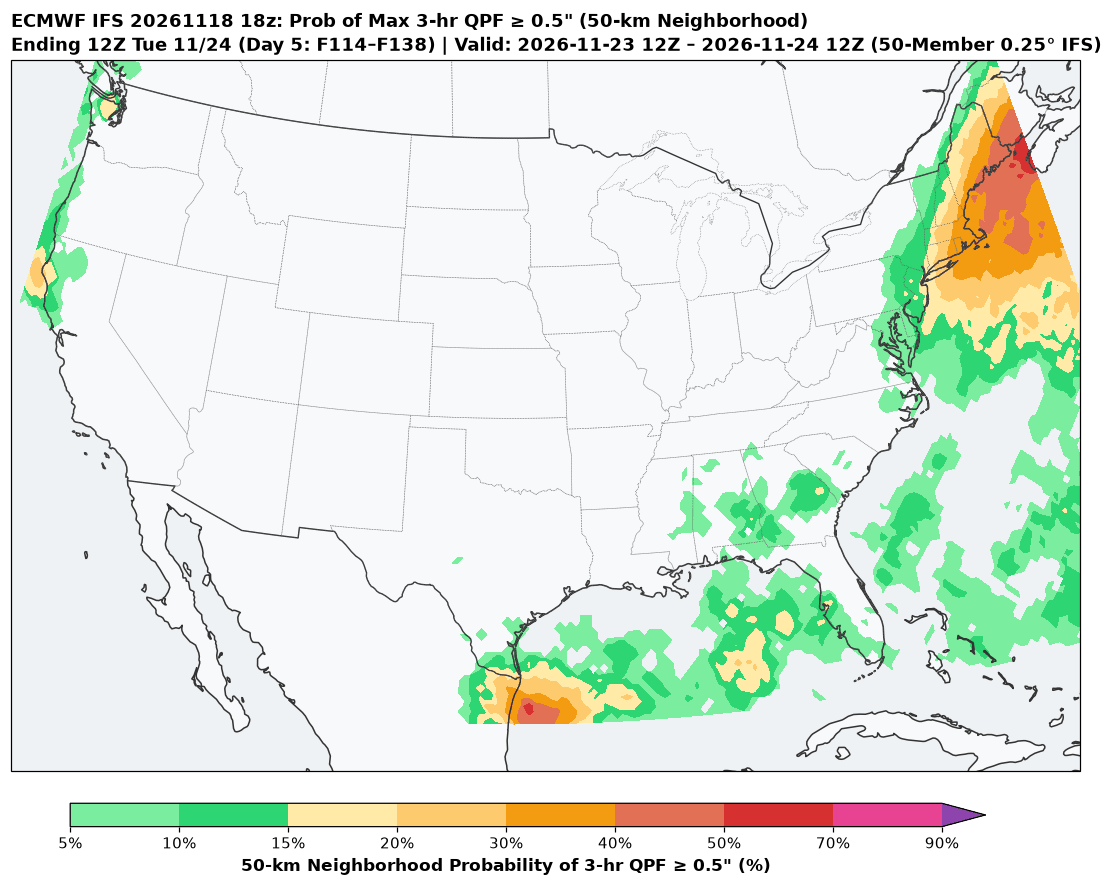 ECMWF IFS 20261118 18z: Prob of Max 3-hr QPF ≥ 0.5" (50-km Neighborhood)
Ending 12Z Tue 11/24 (Day 5: F114–F138) | Valid: 2026-11-23 12Z – 2026-11-24 12Z (50-Member 0.25° IFS)
5% 10% 15% 20% 30% 40% 50% 70% 90%
50-km Neighborhood Probability of 3-hr QPF ≥ 0.5" (%)